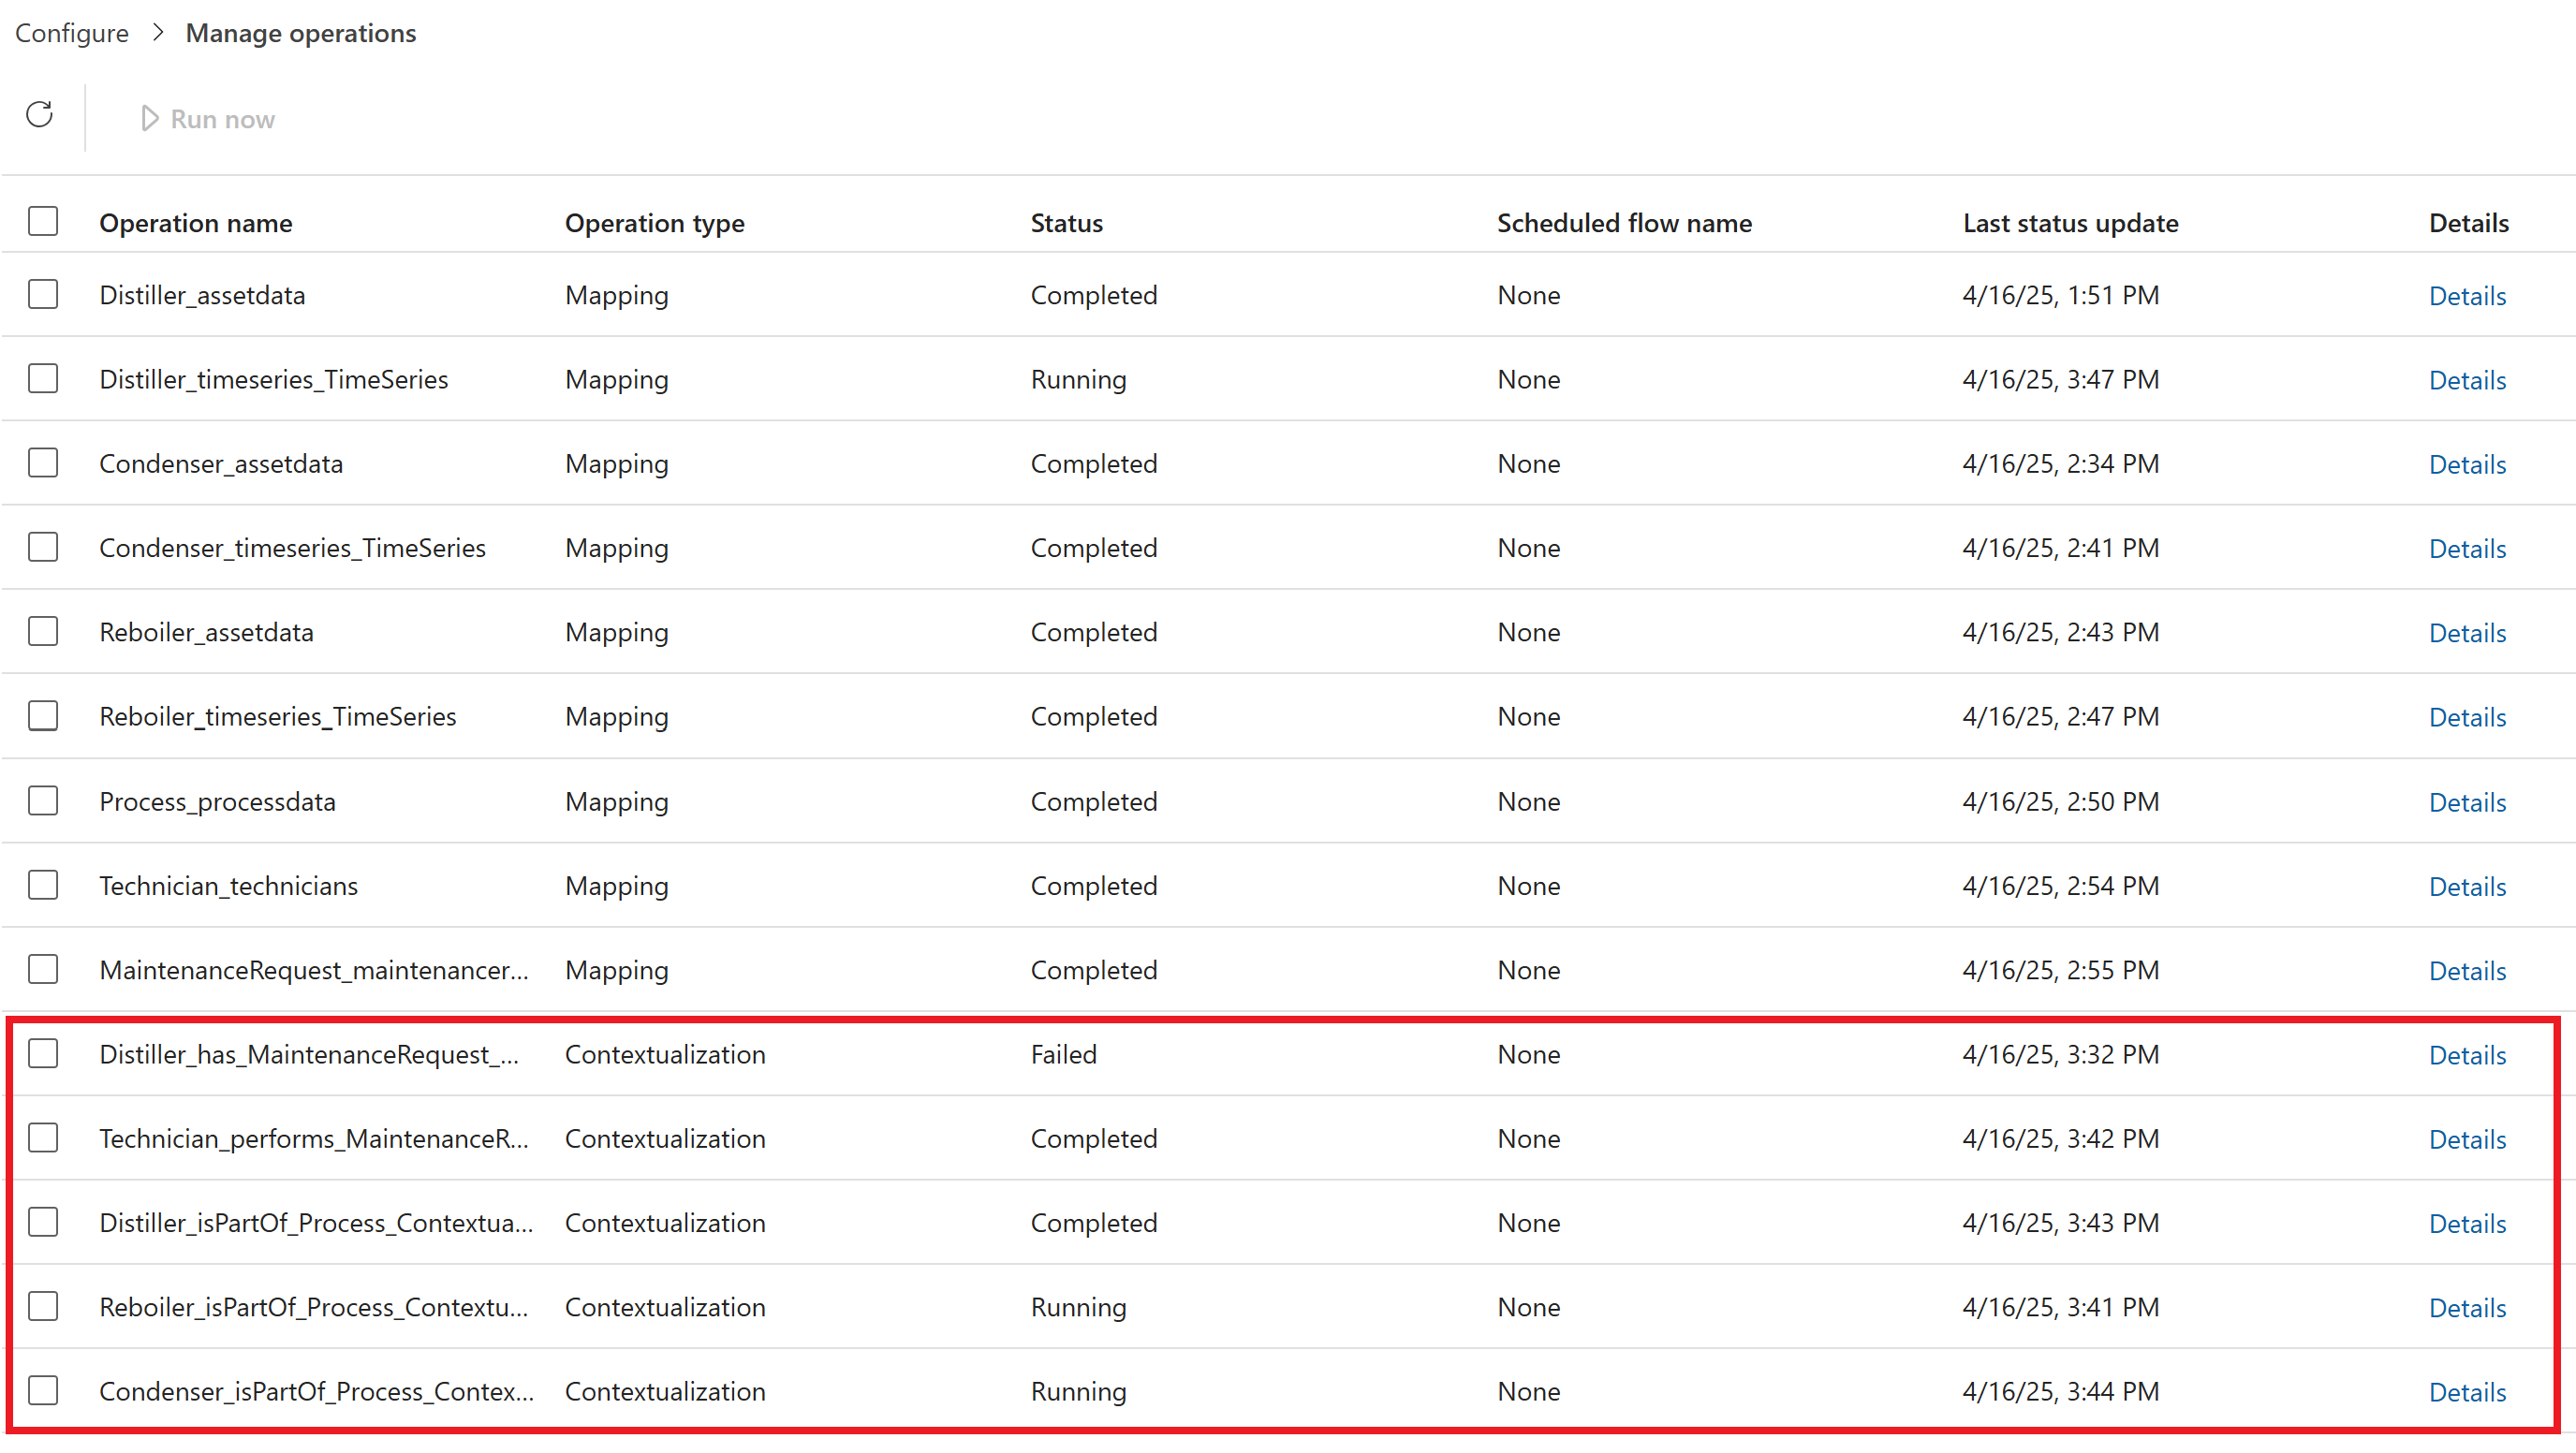 Configure > Manage operations
Run now
Operation name Operation type Status Scheduled flow name Last status update Details
Distiller_assetdata Mapping Completed None 4/16/25, 1:51 PM Details
Distiller_timeseries_TimeSeries Mapping Running None 4/16/25, 3:47 PM Details
Condenser_assetdata Mapping Completed None 4/16/25, 2:34 PM Details
Condenser_timeseries_TimeSeries Mapping Completed None 4/16/25, 2:41 PM Details
Reboiler_assetdata Mapping Completed None 4/16/25, 2:43 PM Details
Reboiler_timeseries_TimeSeries Mapping Completed None 4/16/25, 2:47 PM Details
Process_processdata Mapping Completed None 4/16/25, 2:50 PM Details
Technician_technicians Mapping Completed None 4/16/25, 2:54 PM Details
MaintenanceRequest_maintenancer... Mapping Completed None 4/16/25, 2:55 PM Details
Distiller_has_MaintenanceRequest_... Contextualization Failed None 4/16/25, 3:32 PM Details
Technician_performs_MaintenanceR... Contextualization Completed None 4/16/25, 3:42 PM Details
Distiller_isPartOf_Process_Contextua... Contextualization Completed None 4/16/25, 3:43 PM Details
Reboiler_isPartOf_Process_Contextu... Contextualization Running None 4/16/25, 3:41 PM Details
Condenser_isPartOf_Process_Contex... Contextualization Running None 4/16/25, 3:44 PM Details